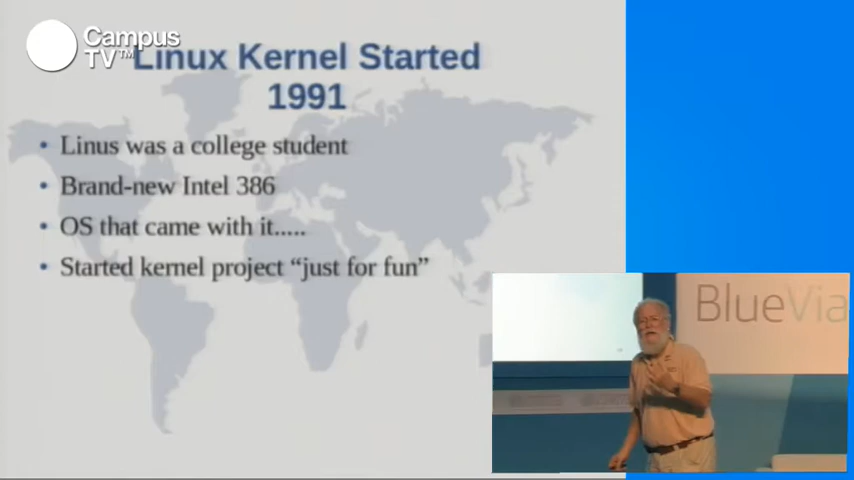 Campus
TV™
Linux Kernel Started
1991
• Linus was a college student
• Brand-new Intel 386
• OS that came with it.....
• Started kernel project “just for fun”
BlueVia